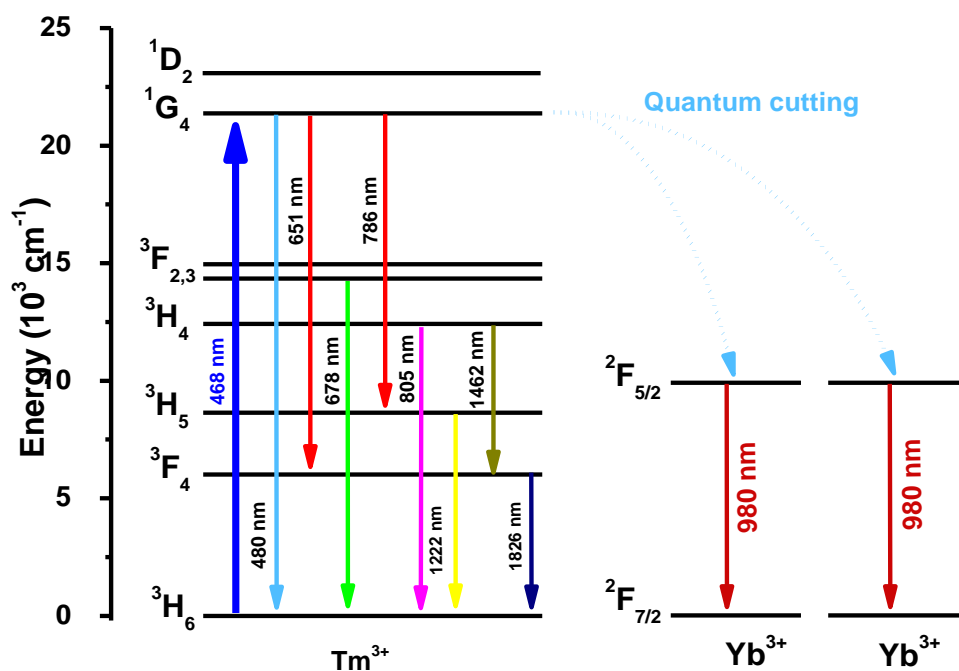 Energy (10³ cm⁻¹)
25
20
15
10
5
0
¹D₂
¹G₄
³F₂,₃
³H₄
³H₅
³F₄
³H₆
468 nm
480 nm
651 nm
678 nm
786 nm
805 nm
1222 nm
1462 nm
1826 nm
Tm³⁺
Quantum cutting
²F₅/₂
²F₇/₂
980 nm
980 nm
Yb³⁺
Yb³⁺